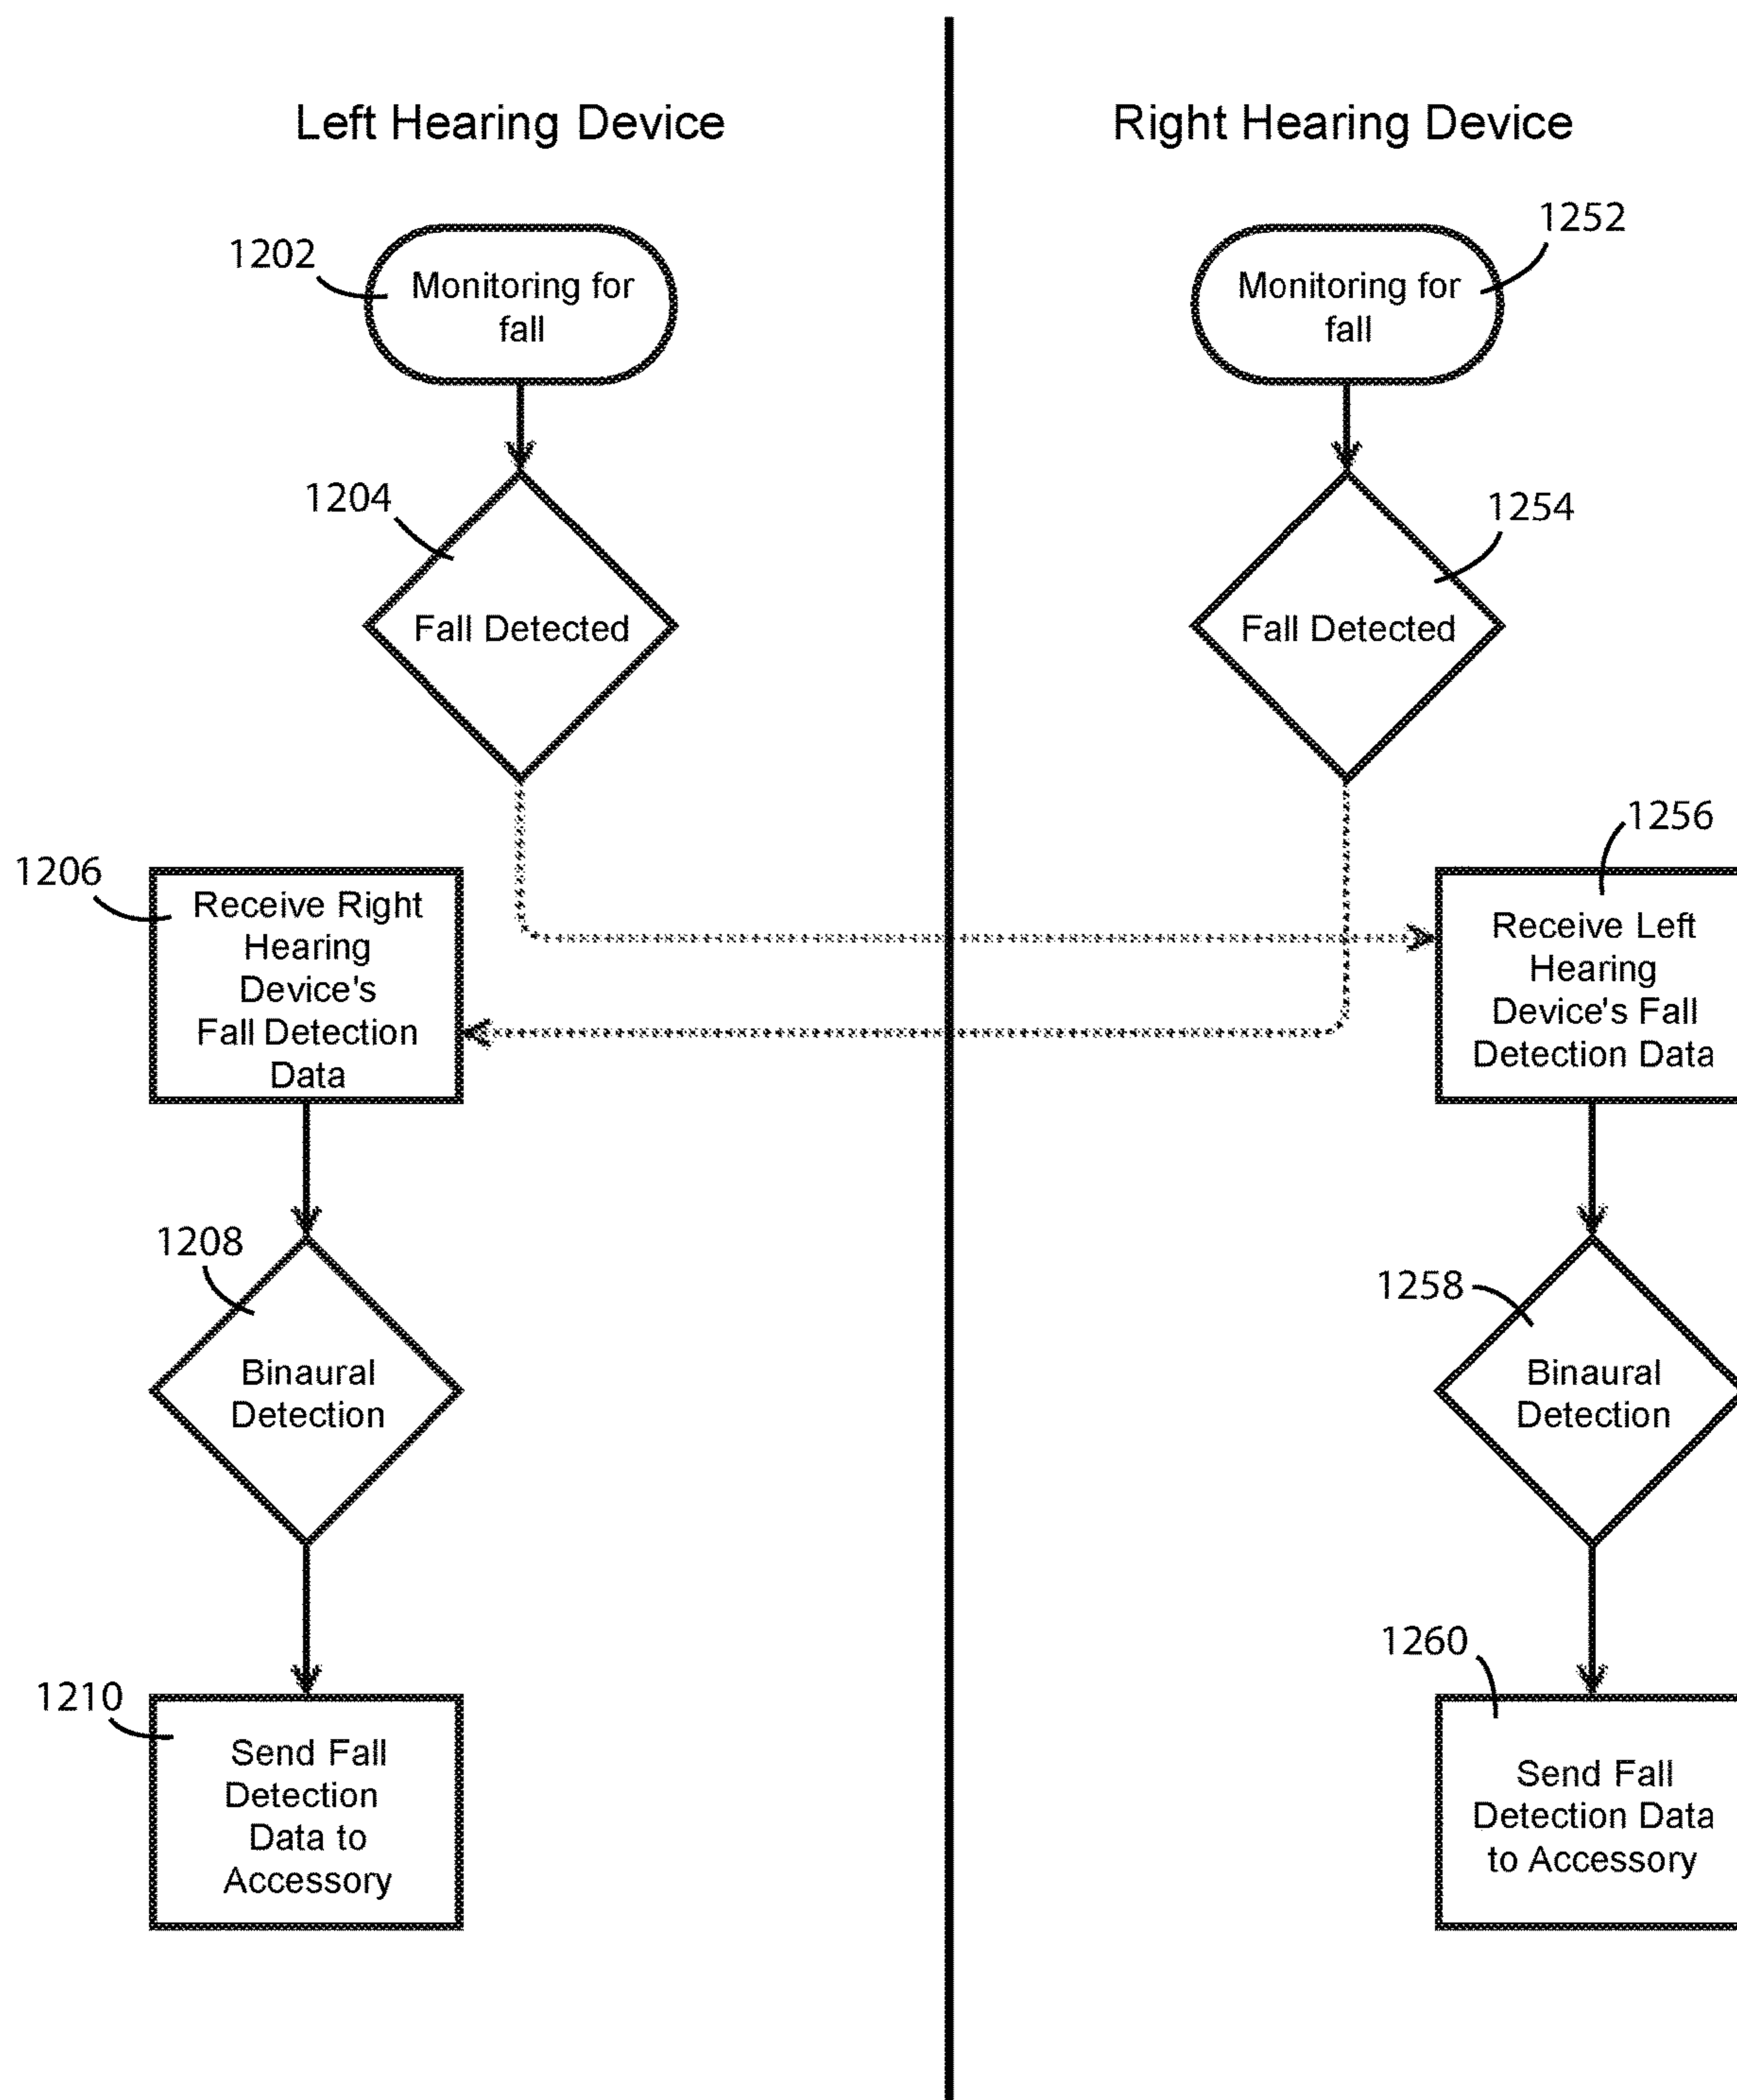 Left Hearing Device
1202
Monitoring for
fall
1204
Fall Detected
1206
Receive Right
Hearing
Device's
Fall Detection
Data
1208
Binaural
Detection
1210
Send Fall
Detection
Data to
Accessory
Right Hearing Device
1252
Monitoring for
fall
1254
Fall Detected
1256
Receive Left
Hearing
Device's Fall
Detection Data
1258
Binaural
Detection
1260
Send Fall
Detection Data
to Accessory